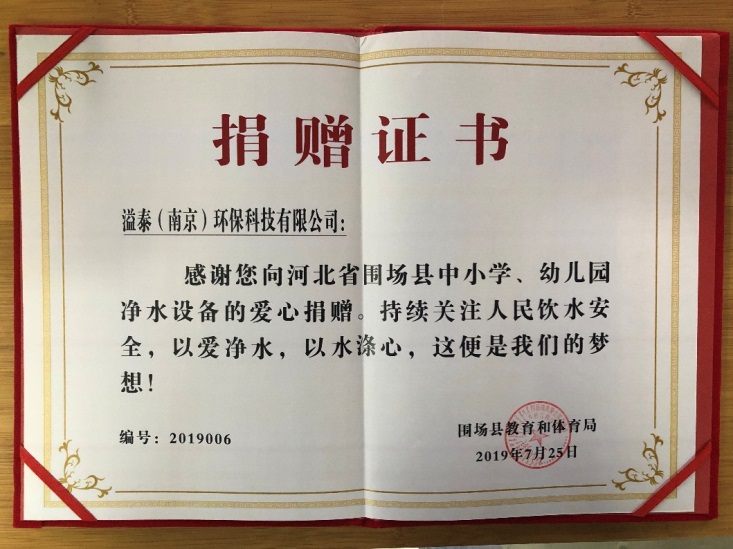 捐赠证书
溢泰（南京）环保科技有限公司：
感谢您向河北省围场县中小学、幼儿园
净水设备的爱心捐赠。持续关注人民饮水安
全，以爱净水，以水涤心，这便是我们的梦
想！
编号：2019006
围场县教育和体育局
2019年7月25日